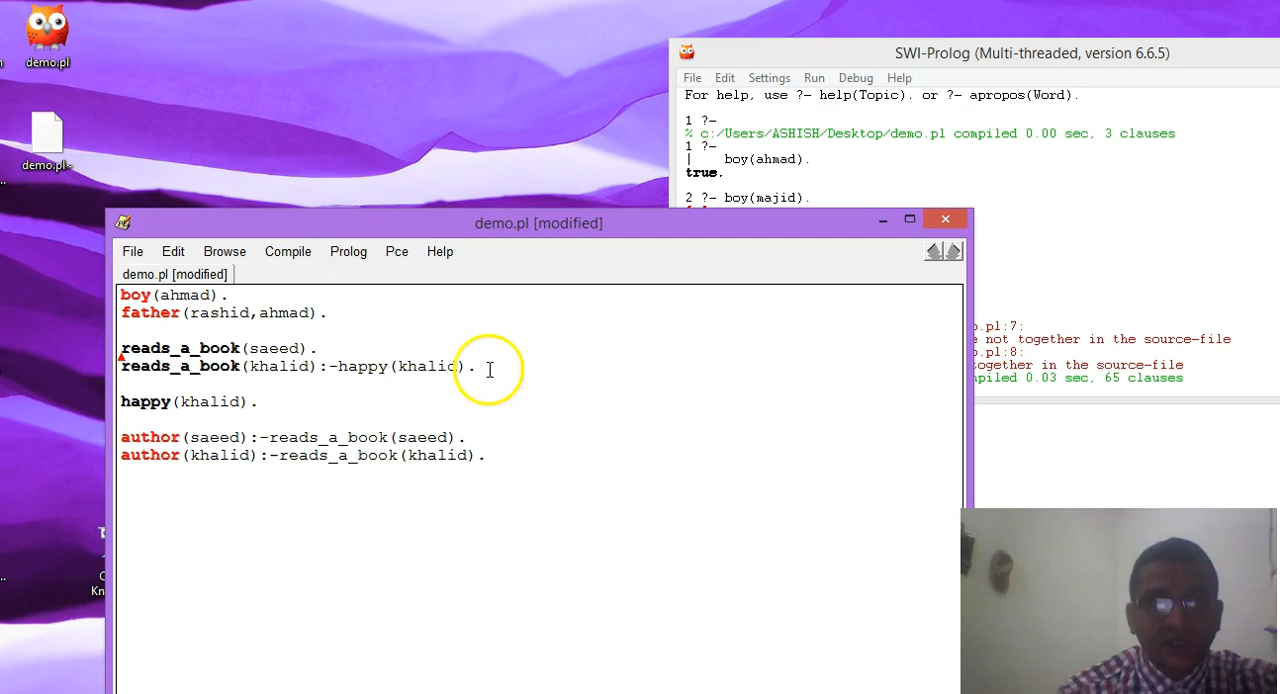 demo.pl
demo.pl~
SWI-Prolog (Multi-threaded, version 6.6.5)
File Edit Settings Run Debug Help
For help, use ?- help(Topic). or ?- apropos(Word).
1 ?-
% c:/Users/ASHISH/Desktop/demo.pl compiled 0.00 sec, 3 clauses
1 ?-
| boy(ahmad).
true.
2 ?- boy(majid).
demo.pl [modified]
File Edit Browse Compile Prolog Pce Help
demo.pl [modified]
boy(ahmad).
father(rashid,ahmad).
reads_a_book(saeed).
reads_a_book(khalid):-happy(khalid).
happy(khalid).
author(saeed):-reads_a_book(saeed).
author(khalid):-reads_a_book(khalid).
.pl:7:
not together in the source-file
.pl:8:
together in the source-file
65 clauses
0.03 sec,
Kn